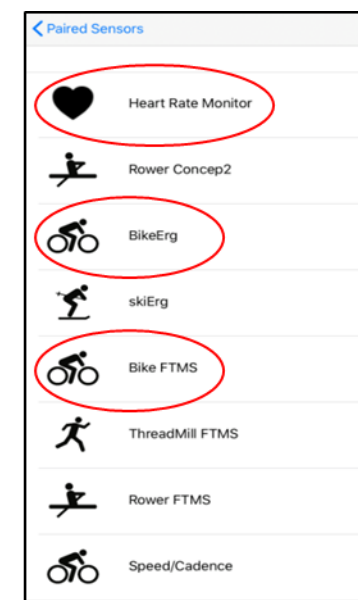 Paired Sensors
Heart Rate Monitor
Rower Concep2
BikeErg
skiErg
Bike FTMS
ThreadMill FTMS
Rower FTMS
Speed/Cadence